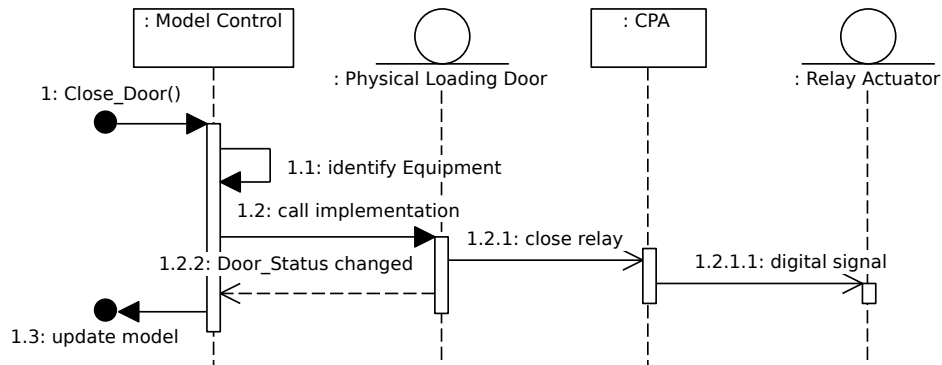 : Model Control
: Physical Loading Door
: CPA
: Relay Actuator
1: Close_Door()
1.1: identify Equipment
1.2: call implementation
1.2.1: close relay
1.2.2: Door_Status changed
1.2.1.1: digital signal
1.3: update model